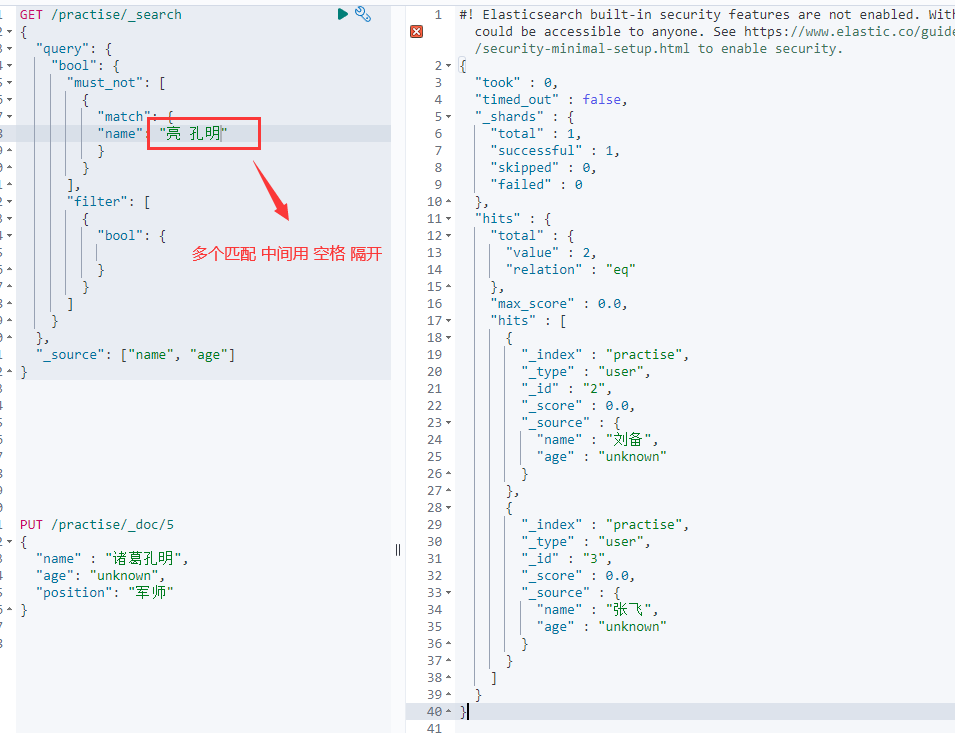 GET /practise/_search
{
"query": {
"bool": {
"must_not": [
{
"match": {
"name": "亮 孔明"
}
}
],
"filter": [
{
"bool": {
}
}
]
}
},
"_source": ["name", "age"]
}
多个匹配 中间用 空格 隔开
PUT /practise/_doc/5
{
"name" : "诸葛孔明",
"age": "unknown",
"position": "军师"
}
1 #! Elasticsearch built-in security features are not enabled. With
could be accessible to anyone. See https://www.elastic.co/guide
/security-minimal-setup.html to enable security.
2 {
3 "took" : 0,
4 "timed_out" : false,
5 "_shards" : {
6 "total" : 1,
7 "successful" : 1,
8 "skipped" : 0,
9 "failed" : 0
10 },
11 "hits" : {
12 "total" : {
13 "value" : 2,
14 "relation" : "eq"
15 },
16 "max_score" : 0.0,
17 "hits" : [
18 {
19 "_index" : "practise",
20 "_type" : "user",
21 "_id" : "2",
22 "_score" : 0.0,
23 "_source" : {
24 "name" : "刘备",
25 "age" : "unknown"
26 }
27 },
28 {
29 "_index" : "practise",
30 "_type" : "user",
31 "_id" : "3",
32 "_score" : 0.0,
33 "_source" : {
34 "name" : "张飞",
35 "age" : "unknown"
36 }
37 }
38 ]
39 }
40 }
41